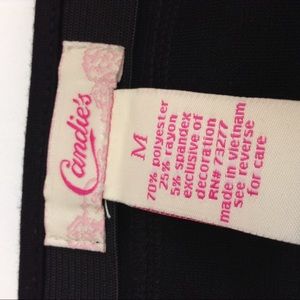 Candie's
M
70% polyester
25% rayon
5% spandex
exclusive of
decoration
RN# 73277
made in vietnam
see reverse
for care